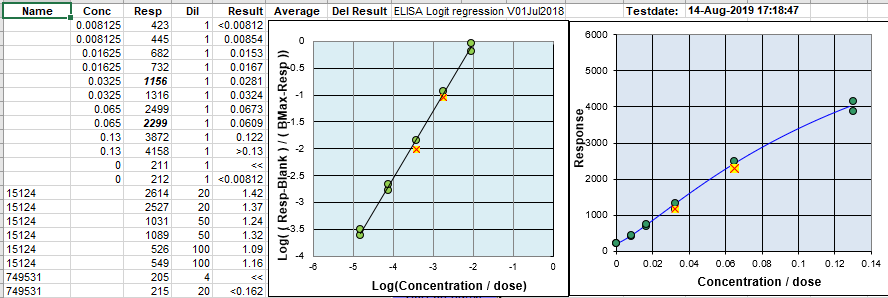 Name Conc Resp Dil Result Average Del Result ELISA Logit regression V01Jul2018 Testdate: 14-Aug-2019 17:18:47
0.008125 423 1 <0.00812
0.008125 445 1 0.00854
0.01625 682 1 0.0153
0.01625 732 1 0.0167
0.0325 1156 1 0.0281
0.0325 1316 1 0.0324
0.065 2499 1 0.0673
0.065 2299 1 0.0609
0.13 3872 1 0.122
0.13 4158 1 >0.13
0 211 1 <<
0 212 1 <0.00812
15124 2614 20 1.42
15124 2527 20 1.37
15124 1031 50 1.24
15124 1089 50 1.32
15124 526 100 1.09
15124 549 100 1.16
749531 205 4 <<
749531 215 20 <0.162
Log( ( Resp-Blank ) / ( BMax-Resp ))
0
-0.5
-1
-1.5
-2
-2.5
-3
-3.5
-4
-6 -5 -4 -3 -2 -1 0
Log(Concentration / dose)
Response
6000
5000
4000
3000
2000
1000
0
0 0.02 0.04 0.06 0.08 0.1 0.12 0.14
Concentration / dose